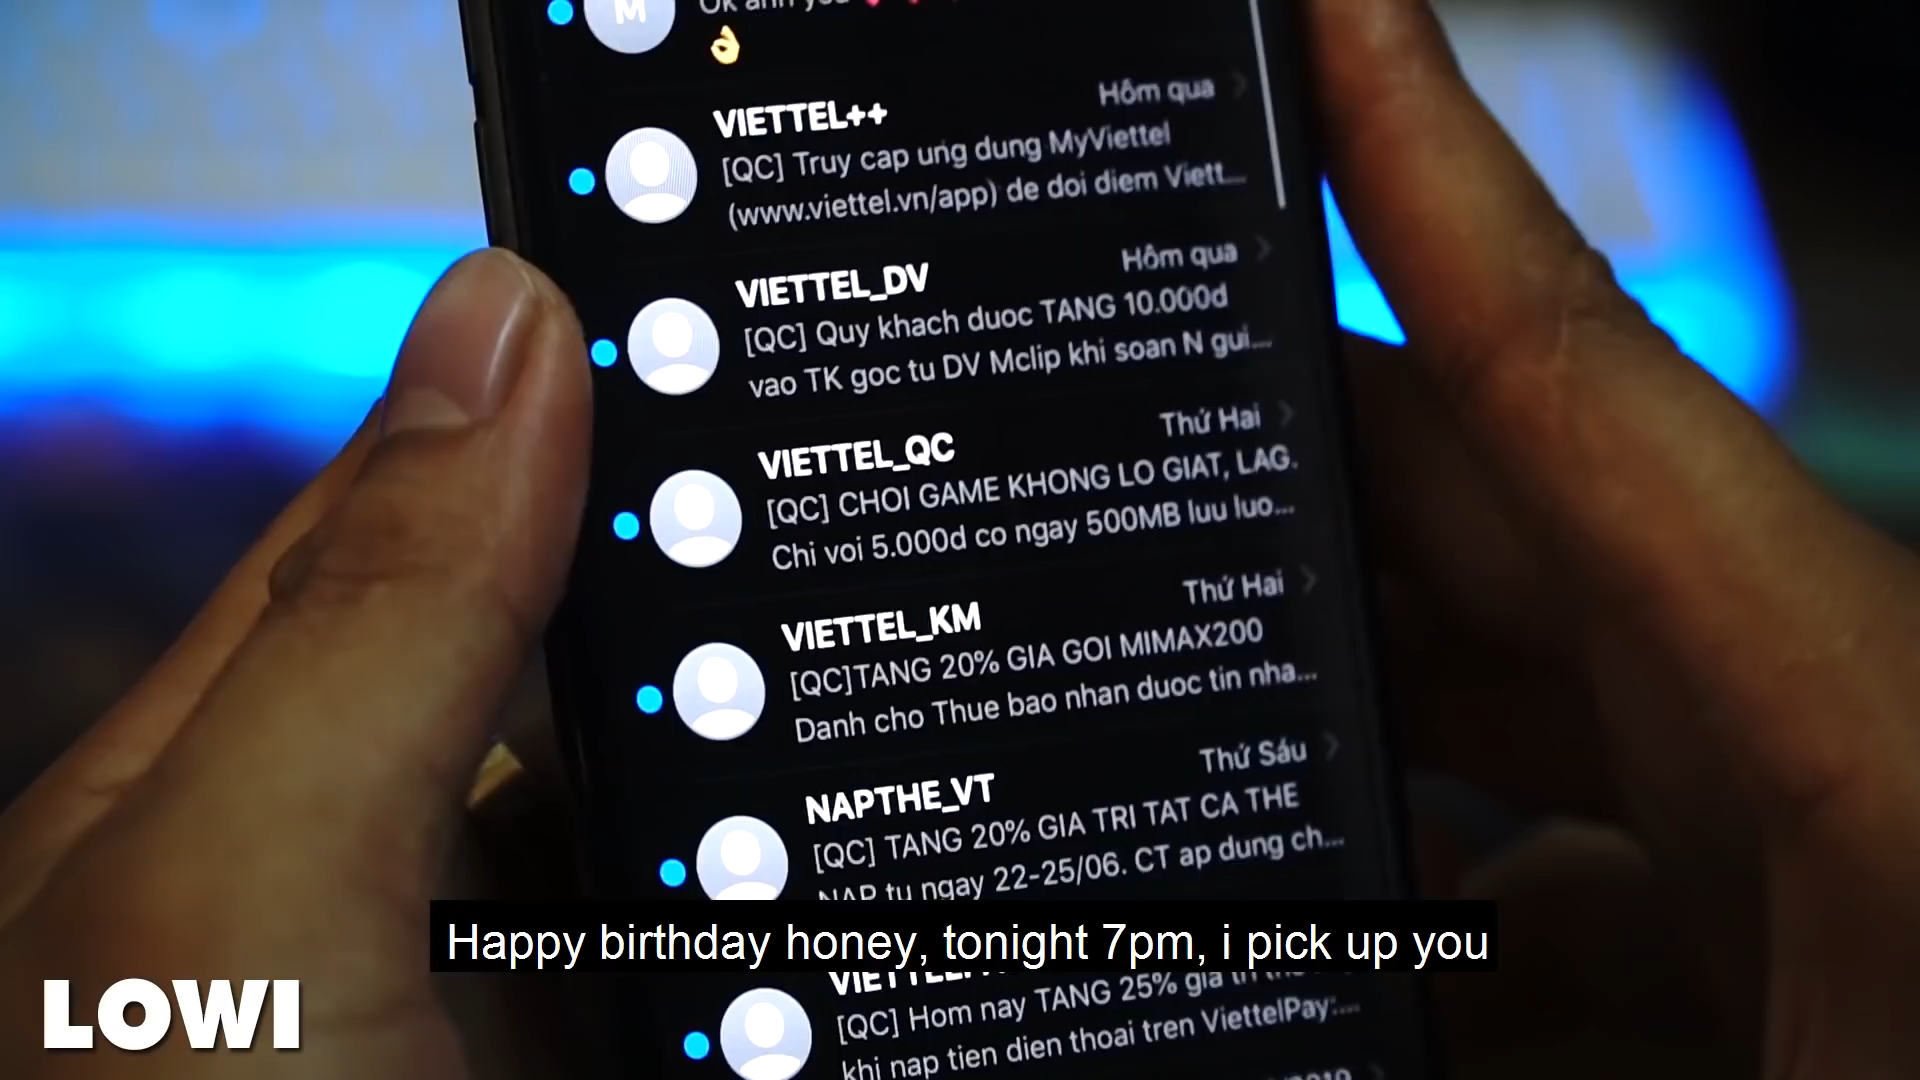 M
Ok anh
VIETTEL++
Hôm qua
[QC] Truy cap ung dung MyViettel
(www.viettel.vn/app) de doi diem Viett...
VIETTEL_DV
Hôm qua
[QC] Quy khach duoc TANG 10.000d
vao TK goc tu DV Mclip khi soan N gui...
VIETTEL_QC
Thứ Hai
[QC] CHOI GAME KHONG LO GIAT, LAG.
Chi voi 5.000d co ngay 500MB luu luo...
VIETTEL_KM
Thứ Hai
[QC]TANG 20% GIA GOI MIMAX200
Danh cho Thue bao nhan duoc tin nha...
NAPTHE_VT
Thứ Sáu
[QC] TANG 20% GIA TRI TAT CA THE
NAP tu ngay 22-25/06. CT ap dung ch...
Happy birthday honey, tonight 7pm, i pick up you
[QC] Hom nay TANG 25% gia tri
khi nap tien dien thoai tren ViettelPay:...
LOWI